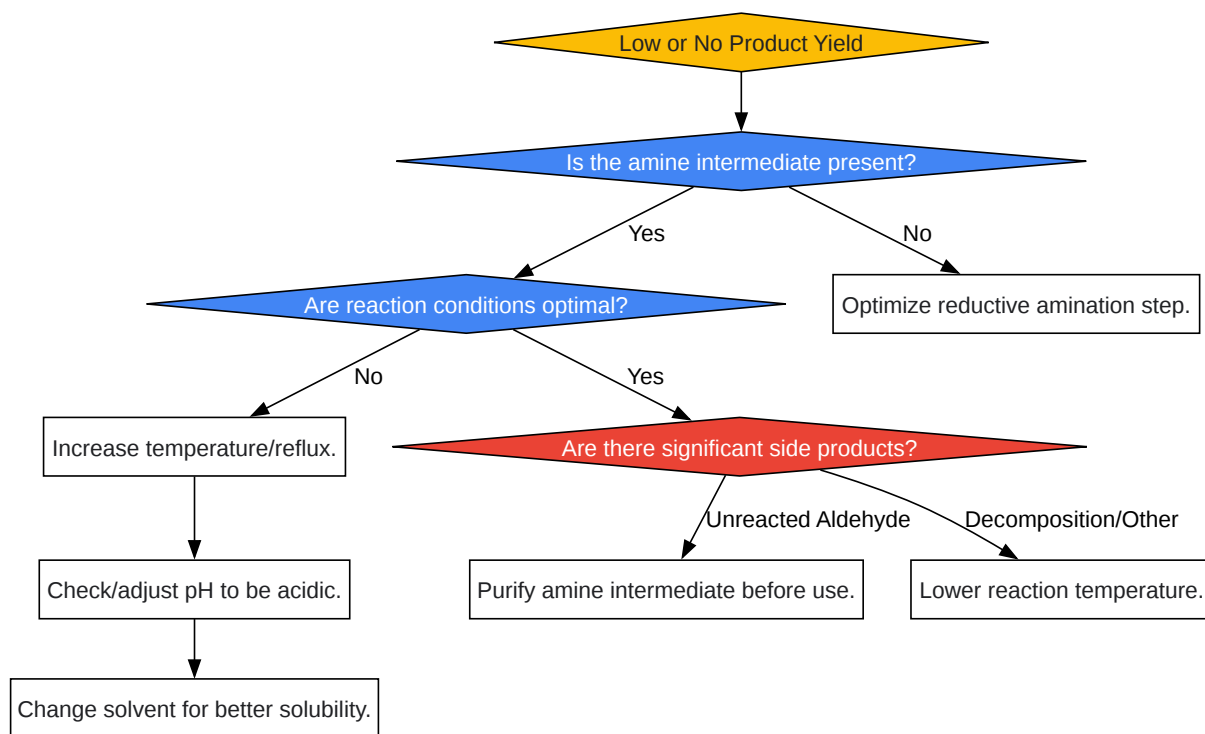 Low or No Product Yield
Is the amine intermediate present?
Yes
No
Are reaction conditions optimal?
Optimize reductive amination step.
No
Yes
Increase temperature/reflux.
Are there significant side products?
Unreacted Aldehyde
Decomposition/Other
Check/adjust pH to be acidic.
Purify amine intermediate before use.
Lower reaction temperature.
Change solvent for better solubility.